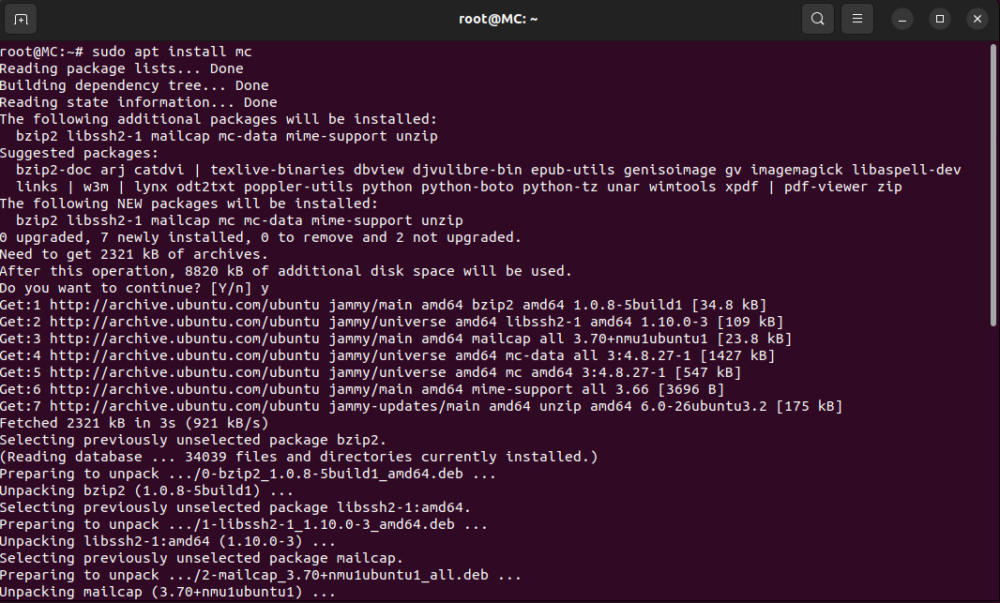 root@MC: ~
root@MC:~# sudo apt install mc
Reading package lists... Done
Building dependency tree... Done
Reading state information... Done
The following additional packages will be installed:
  bzip2 libssh2-1 mailcap mc-data mime-support unzip
Suggested packages:
  bzip2-doc arj catdvi | texlive-binaries dbview djvulibre-bin epub-utils genisoimage gv imagemagick libaspell-dev
  links | w3m | lynx odt2txt poppler-utils python python-boto python-tz unar wimtools xpdf | pdf-viewer zip
The following NEW packages will be installed:
  bzip2 libssh2-1 mailcap mc mc-data mime-support unzip
0 upgraded, 7 newly installed, 0 to remove and 2 not upgraded.
Need to get 2321 kB of archives.
After this operation, 8820 kB of additional disk space will be used.
Do you want to continue? [Y/n] y
Get:1 http://archive.ubuntu.com/ubuntu jammy/main amd64 bzip2 amd64 1.0.8-5build1 [34.8 kB]
Get:2 http://archive.ubuntu.com/ubuntu jammy/universe amd64 libssh2-1 amd64 1.10.0-3 [109 kB]
Get:3 http://archive.ubuntu.com/ubuntu jammy/main amd64 mailcap all 3.70+nmu1ubuntu1 [23.8 kB]
Get:4 http://archive.ubuntu.com/ubuntu jammy/universe amd64 mc-data all 3:4.8.27-1 [1427 kB]
Get:5 http://archive.ubuntu.com/ubuntu jammy/universe amd64 mc amd64 3:4.8.27-1 [547 kB]
Get:6 http://archive.ubuntu.com/ubuntu jammy/main amd64 mime-support all 3.66 [3696 B]
Get:7 http://archive.ubuntu.com/ubuntu jammy-updates/main amd64 unzip amd64 6.0-26ubuntu3.2 [175 kB]
Fetched 2321 kB in 3s (921 kB/s)
Selecting previously unselected package bzip2.
(Reading database ... 34039 files and directories currently installed.)
Preparing to unpack .../0-bzip2_1.0.8-5build1_amd64.deb ...
Unpacking bzip2 (1.0.8-5build1) ...
Selecting previously unselected package libssh2-1:amd64.
Preparing to unpack .../1-libssh2-1_1.10.0-3_amd64.deb ...
Unpacking libssh2-1:amd64 (1.10.0-3) ...
Selecting previously unselected package mailcap.
Preparing to unpack .../2-mailcap_3.70+nmu1ubuntu1_all.deb ...
Unpacking mailcap (3.70+nmu1ubuntu1) ...